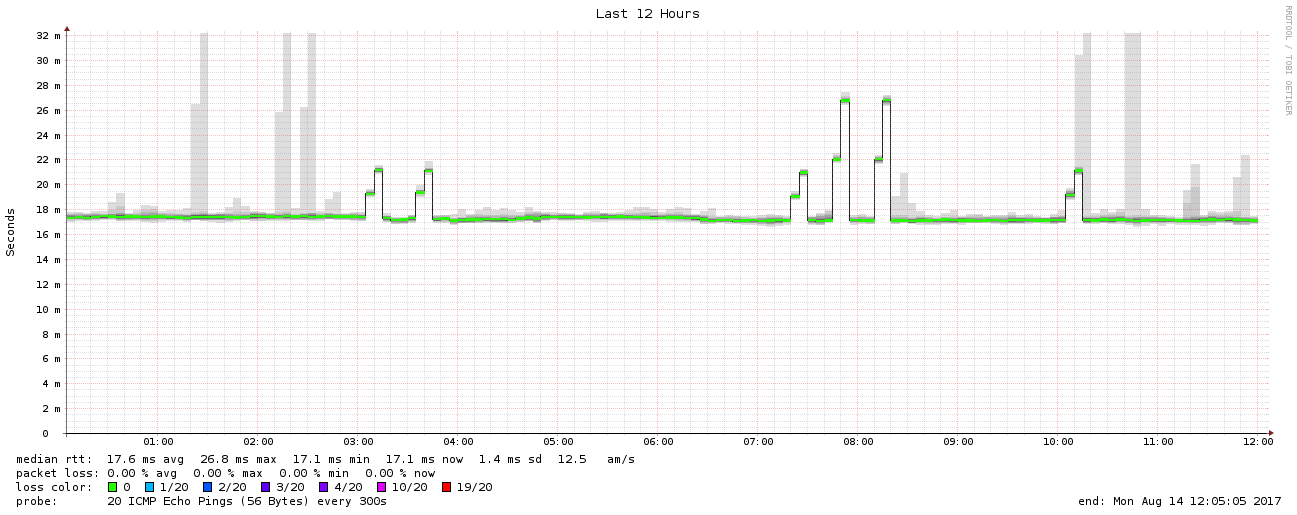 Last 12 Hours
RRDTOOL / TOBI OETIKER
Seconds
32 m
30 m
28 m
26 m
24 m
22 m
20 m
18 m
16 m
14 m
12 m
10 m
8 m
6 m
4 m
2 m
0
01:00 02:00 03:00 04:00 05:00 06:00 07:00 08:00 09:00 10:00 11:00 12:00
median rtt: 17.6 ms avg 26.8 ms max 17.1 ms min 17.1 ms now 1.4 ms sd 12.5 am/s
packet loss: 0.00 % avg 0.00 % max 0.00 % min 0.00 % now
loss color: 0 1/20 2/20 3/20 4/20 10/20 19/20
probe: 20 ICMP Echo Pings (56 Bytes) every 300s end: Mon Aug 14 12:05:05 2017